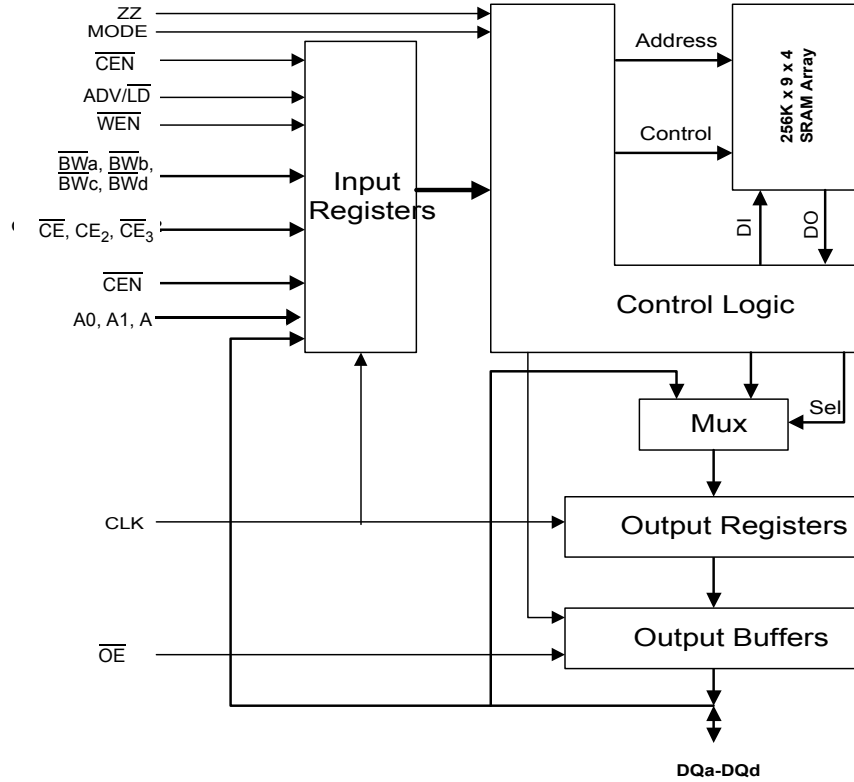 ZZ
MODE
CEN
ADV/LD
WEN
BWa, BWb,
BWc, BWd
CE, CE2, CE3
CEN
A0, A1, A
CLK
OE
Input
Registers
Address
Control
256K x 9 x 4
SRAM Array
DI
DO
Control Logic
Sel
Mux
Output Registers
Output Buffers
DQa-DQd